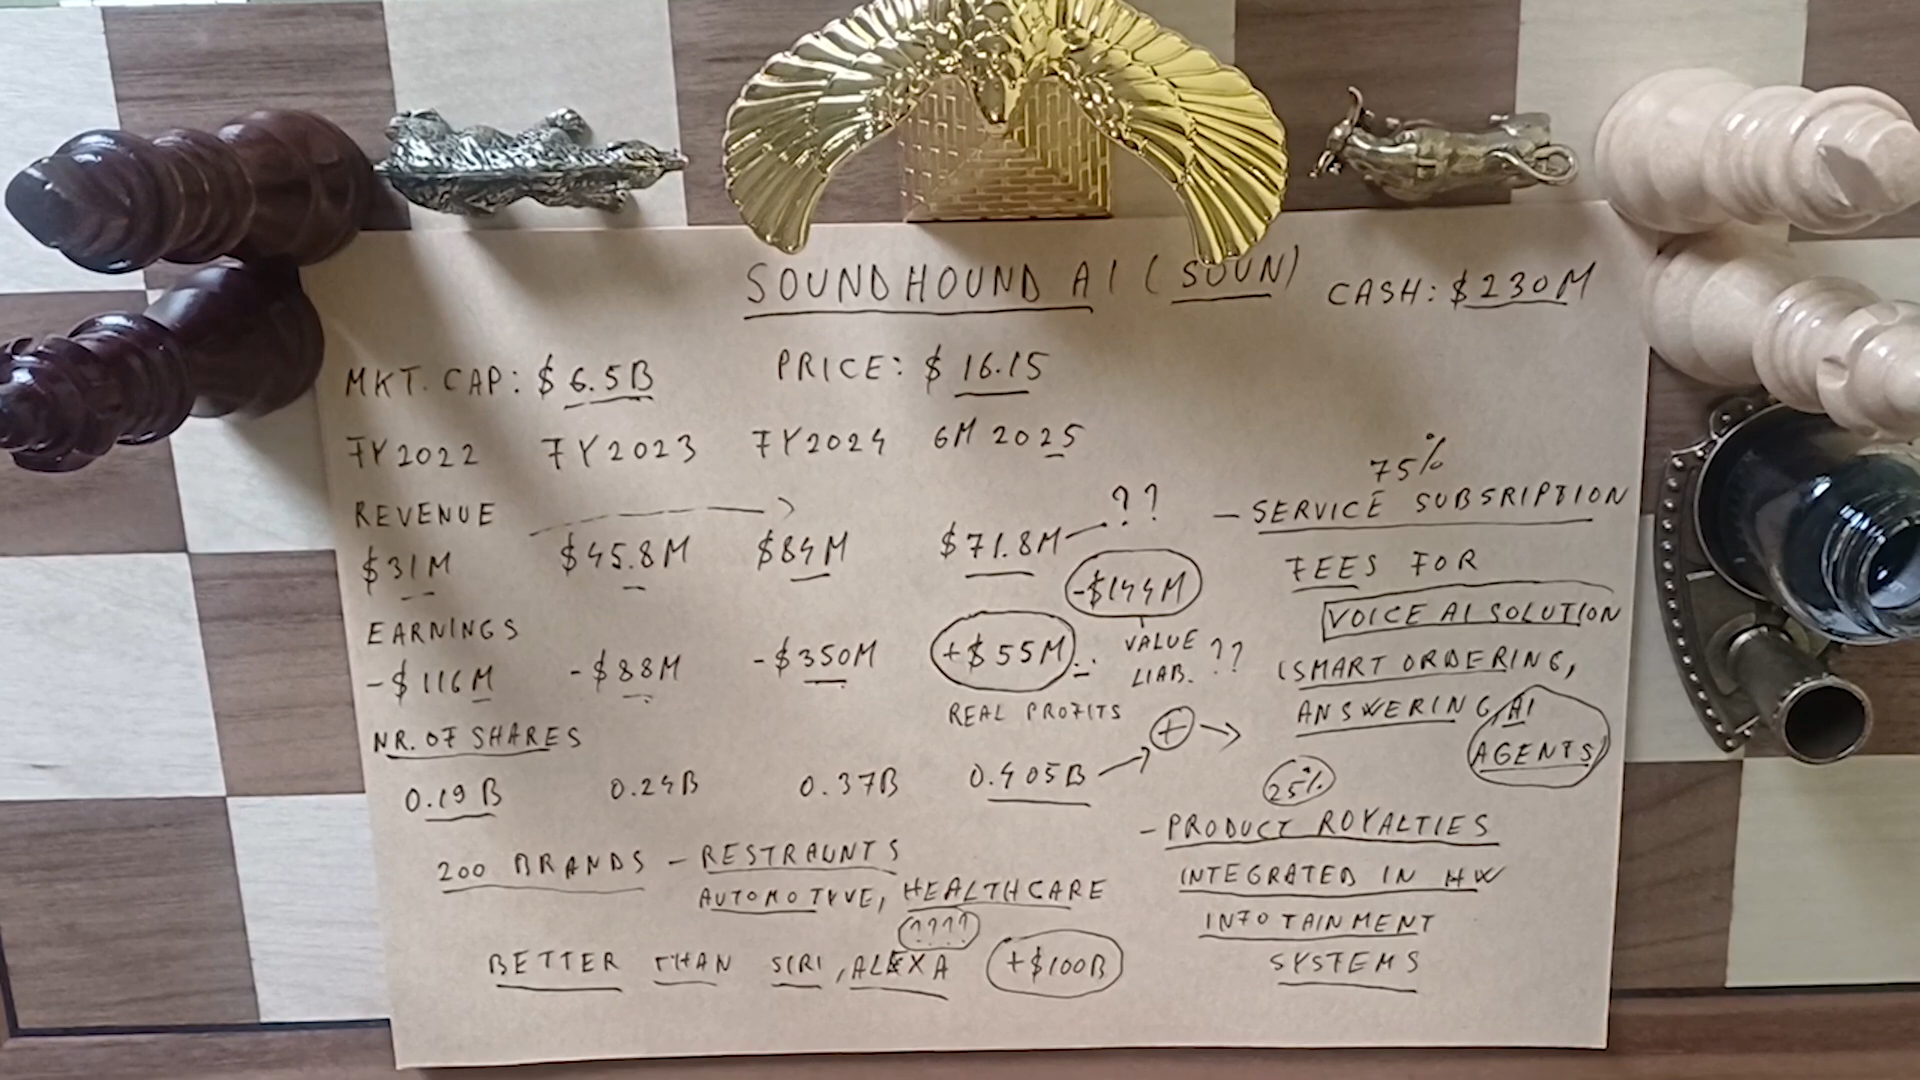 SOUNDHOUND AI (SOUN)
CASH: $230M
MKT. CAP: $6.5B
PRICE: $16.15
FY2022 FY2023 FY2024 6M 2025
REVENUE
$31M $45.8M $84M $71.8M ??
-$144M
VALUE
LIAB. ??
EARNINGS
-$116M -$88M -$350M +$55M
REAL PROFITS
NR. OF SHARES
0.19B 0.24B 0.37B 0.405B + →
200 BRANDS - RESTRAUNTS
AUTOMOTYVE, HEALTHCARE
????
BETTER THAN SIRI, ALEXA +$100B
75%
- SERVICE SUBSRIPTION
FEES FOR
VOICE AI SOLUTION
(SMART ORDERING,
ANSWERING, AI
AGENTS)
25%
- PRODUCT ROYALTIES
INTEGRATED IN HW
INFOTAINMENT
SYSTEMS